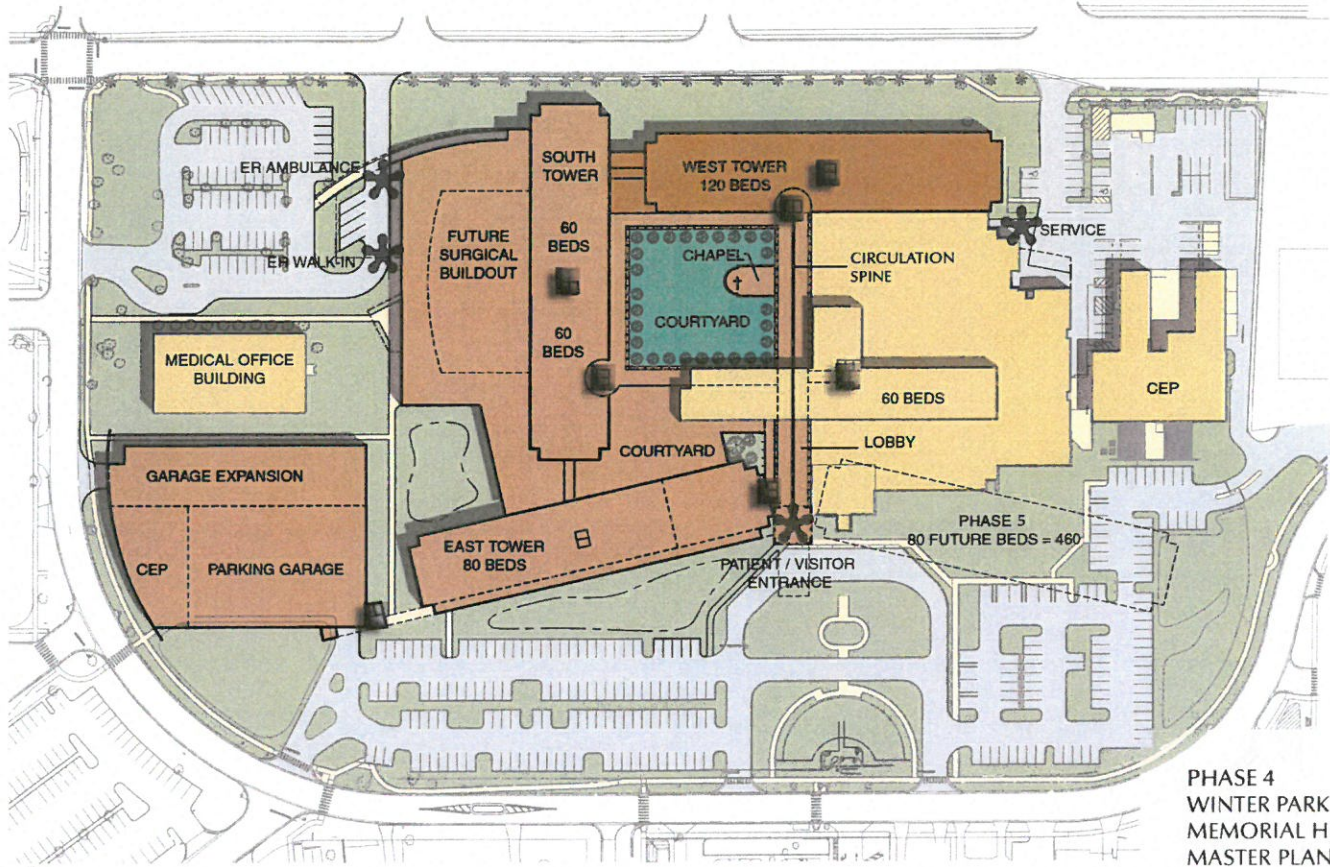 ER AMBULANCE
SOUTH
TOWER
WEST TOWER
120 BEDS
60
BEDS
FUTURE
SURGICAL
BUILDOUT
ER WALK-IN
CHAPEL
CIRCULATION
SPINE
SERVICE
COURTYARD
60
BEDS
MEDICAL OFFICE
BUILDING
60 BEDS
CEP
COURTYARD
LOBBY
GARAGE EXPANSION
CEP
PARKING GARAGE
EAST TOWER
80 BEDS
PATIENT / VISITOR
ENTRANCE
PHASE 5
80 FUTURE BEDS = 460
PHASE 4
WINTER PARK
MEMORIAL H
MASTER PLAN